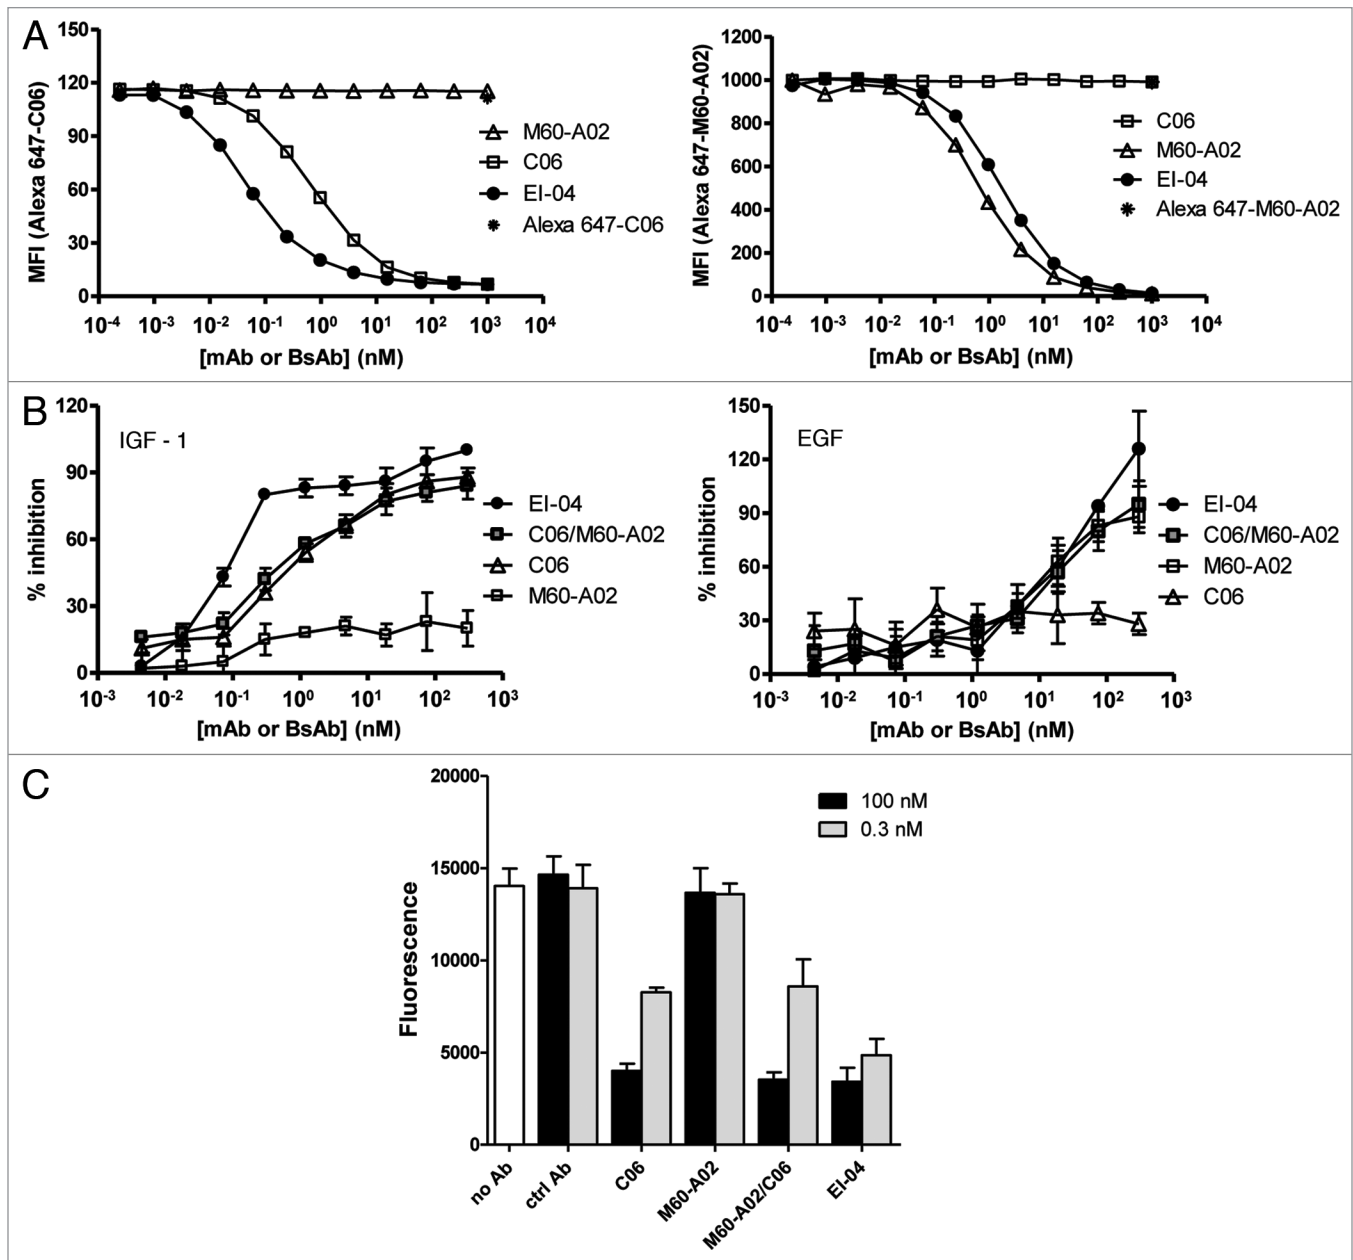 A
150
120
90
60
30
0
MFI (Alexa 647-C06)
10-4 10-3 10-2 10-1 100 101 102 103 104
[mAb or BsAb] (nM)
M60-A02
C06
EI-04
Alexa 647-C06
1200
1000
800
600
400
200
0
MFI (Alexa 647-M60-A02)
10-4 10-3 10-2 10-1 100 101 102 103 104
[mAb or BsAb] (nM)
C06
M60-A02
EI-04
Alexa 647-M60-A02
B
120
90
60
30
0
% inhibition
IGF - 1
10-3 10-2 10-1 100 101 102 103
[mAb or BsAb] (nM)
EI-04
C06/M60-A02
C06
M60-A02
150
120
90
60
30
0
% inhibition
EGF
10-3 10-2 10-1 100 101 102 103
[mAb or BsAb] (nM)
EI-04
C06/M60-A02
M60-A02
C06
C
20000
15000
10000
5000
0
Fluorescence
100 nM
0.3 nM
no Ab
ctrl Ab
C06
M60-A02
M60-A02/C06
EI-04